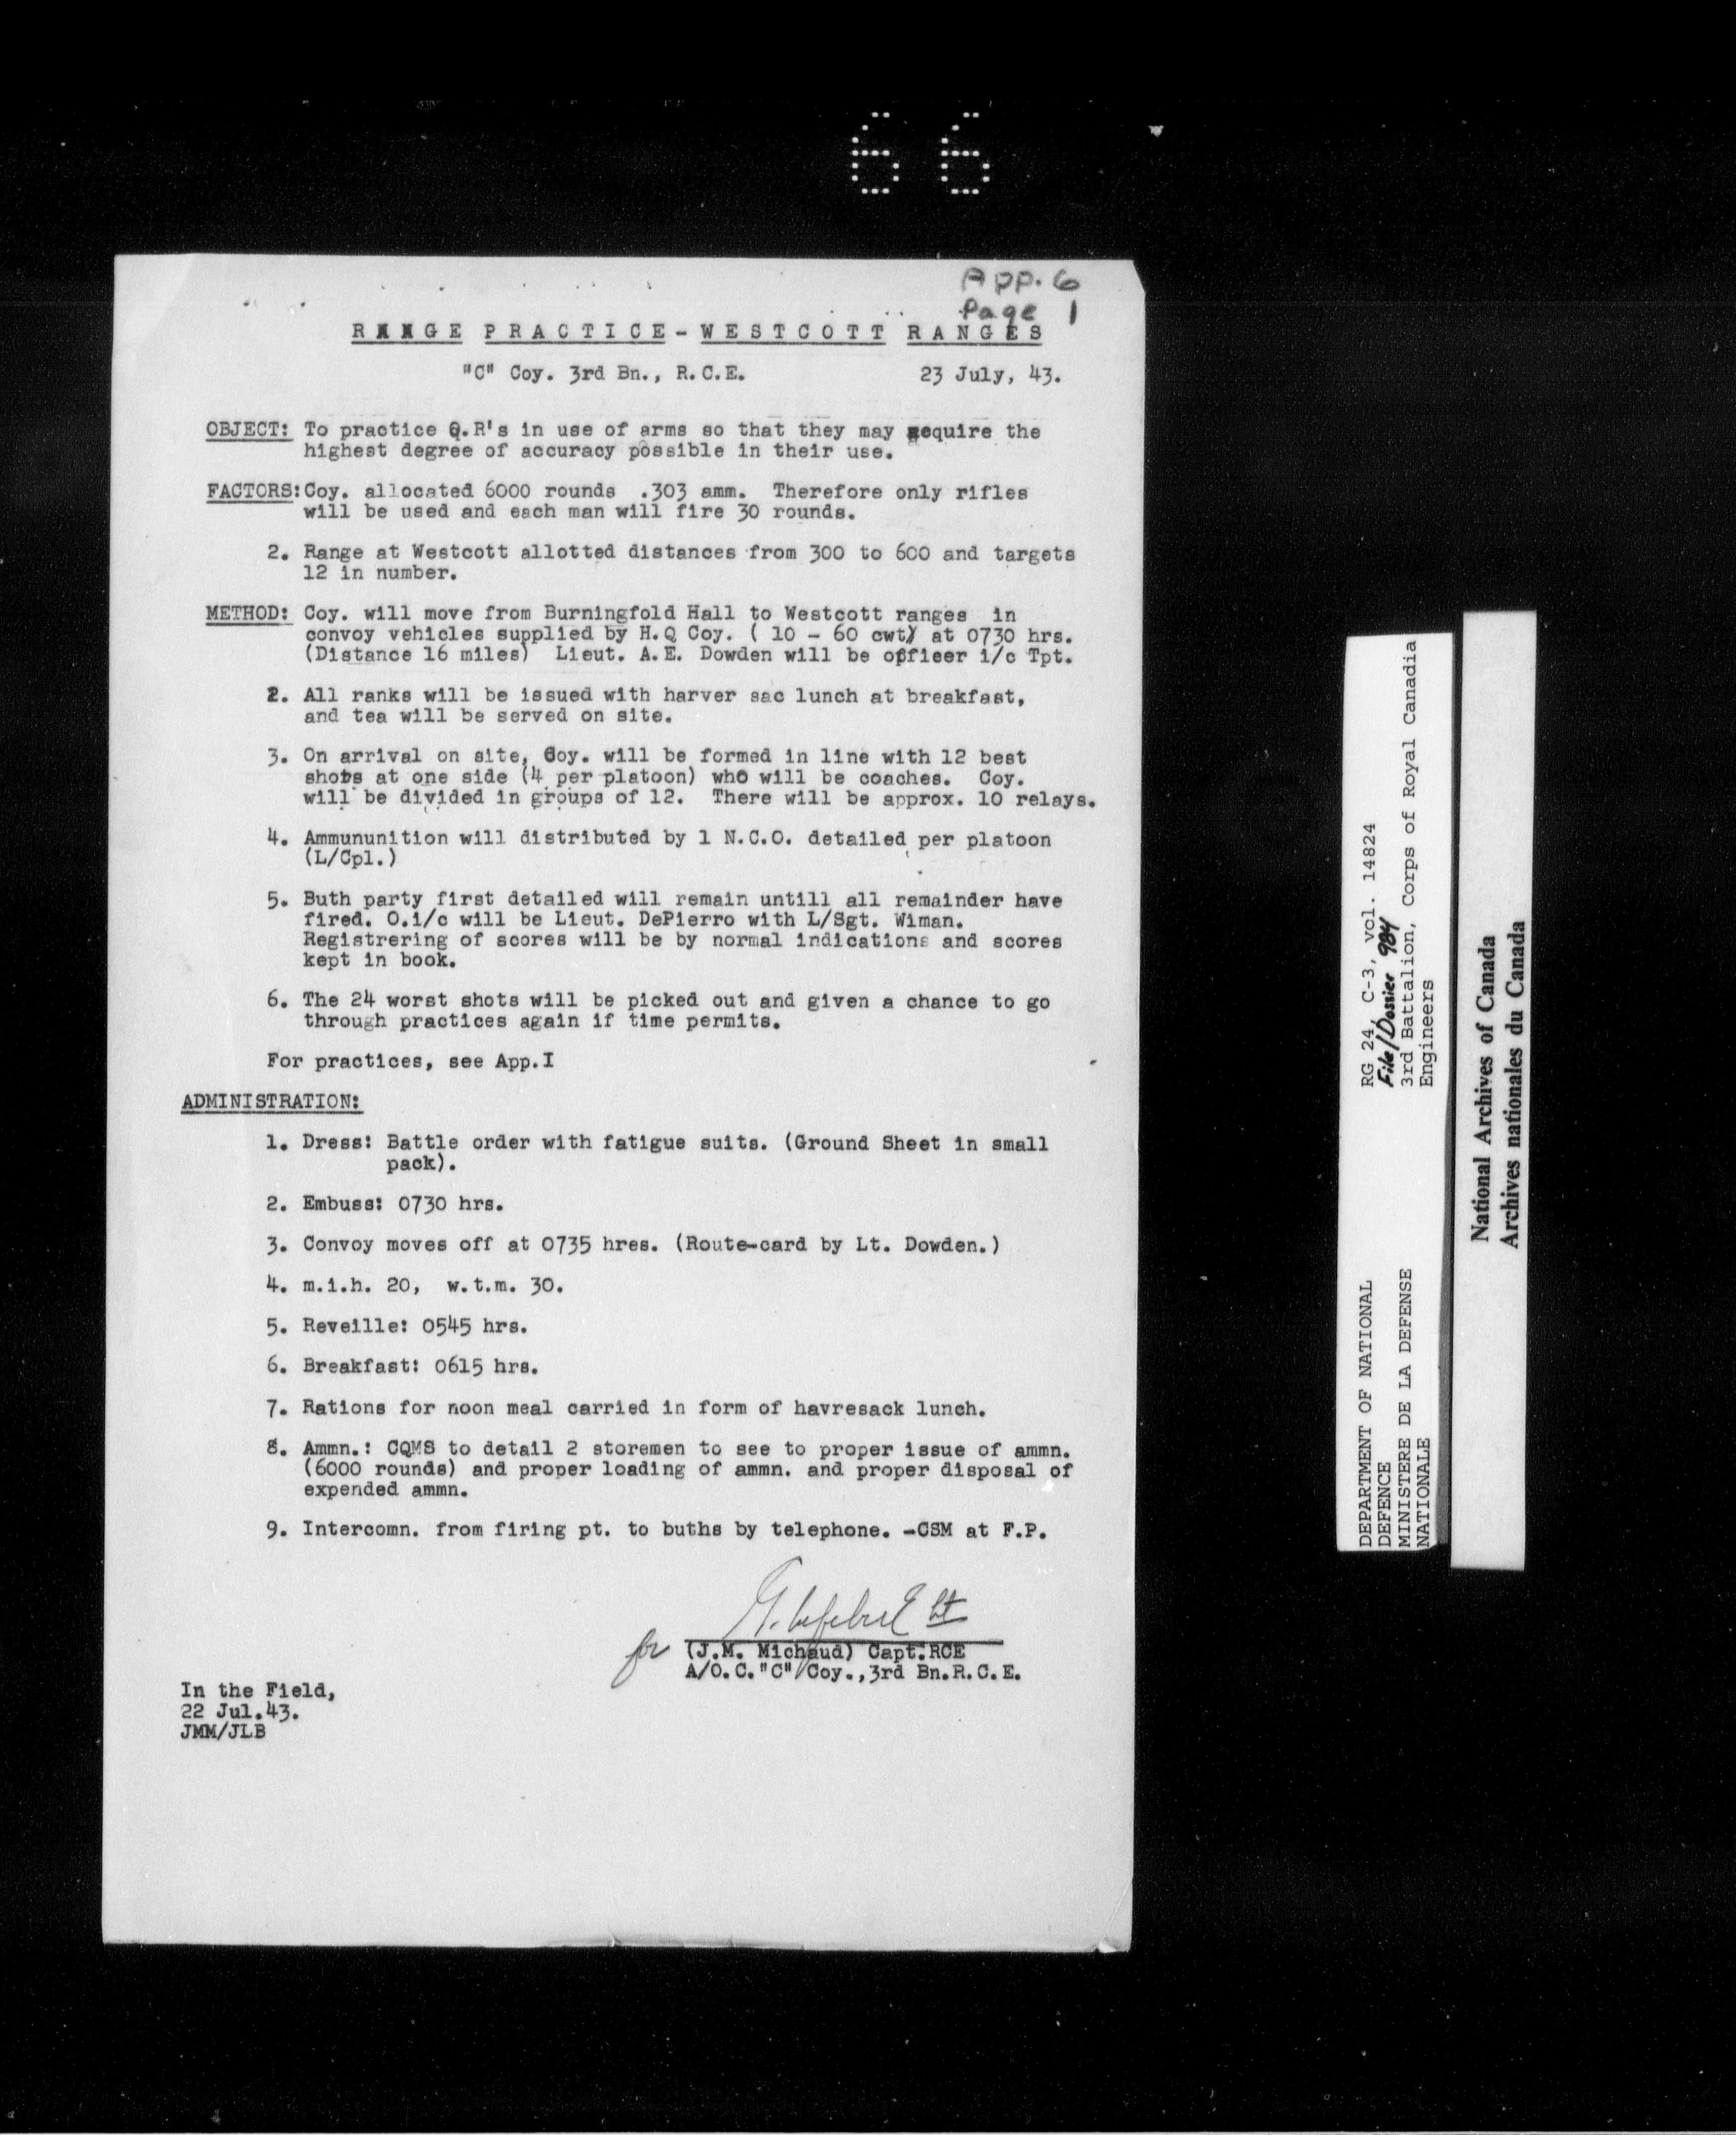 66
App. 6
Page 1
RANGE PRACTICE - WESTCOTT RANGES
"C" Coy. 3rd Bn., R.C.E. 23 July, 43.
OBJECT: To practice O.R's in use of arms so that they may aequire the
highest degree of accuracy possible in their use.
FACTORS: Coy. allocated 6000 rounds .303 amm. Therefore only rifles
will be used and each man will fire 30 rounds.
2. Range at Westcott allotted distances from 300 to 600 and targets
12 in number.
METHOD: Coy. will move from Burningfold Hall to Westcott ranges in
convoy vehicles supplied by H.Q Coy. ( 10 - 60 cwt) at 0730 hrs.
(Distance 16 miles) Lieut. A.E. Dowden will be offieer i/c Tpt.
2. All ranks will be issued with harver sac lunch at breakfast,
and tea will be served on site.
3. On arrival on site, Coy. will be formed in line with 12 best
shots at one side (4 per platoon) who will be coaches. Coy.
will be divided in groups of 12. There will be approx. 10 relays.
4. Ammununition will distributed by 1 N.C.O. detailed per platoon
(L/Cpl.)
5. Buth party first detailed will remain untill all remainder have
fired. O.i/c will be Lieut. DePierro with L/Sgt. Wiman.
Registrering of scores will be by normal indications and scores
kept in book.
6. The 24 worst shots will be picked out and given a chance to go
through practices again if time permits.
For practices, see App.I
ADMINISTRATION:
1. Dress: Battle order with fatigue suits. (Ground Sheet in small
pack).
2. Embuss: 0730 hrs.
3. Convoy moves off at 0735 hres. (Route-card by Lt. Dowden.)
4. m.i.h. 20, w.t.m. 30.
5. Reveille: 0545 hrs.
6. Breakfast: 0615 hrs.
7. Rations for noon meal carried in form of havresack lunch.
8. Ammn.: CQMS to detail 2 storemen to see to proper issue of ammn.
(6000 rounds) and proper loading of ammn. and proper disposal of
expended ammn.
9. Intercomn. from firing pt. to buths by telephone. -CSM at F.P.
G. Lefebvre Lt
for (J.M. Michaud) Capt.RCE
A/O.C."C" Coy.,3rd Bn.R.C.E.
In the Field,
22 Jul.43.
JMM/JLB
RG 24, C-3, vol. 14824
File/Dossier 984
3rd Battalion, Corps of Royal Canadia
Engineers
DEPARTMENT OF NATIONAL
DEFENCE
MINISTERE DE LA DEFENSE
NATIONALE
National Archives of Canada
Archives nationales du Canada